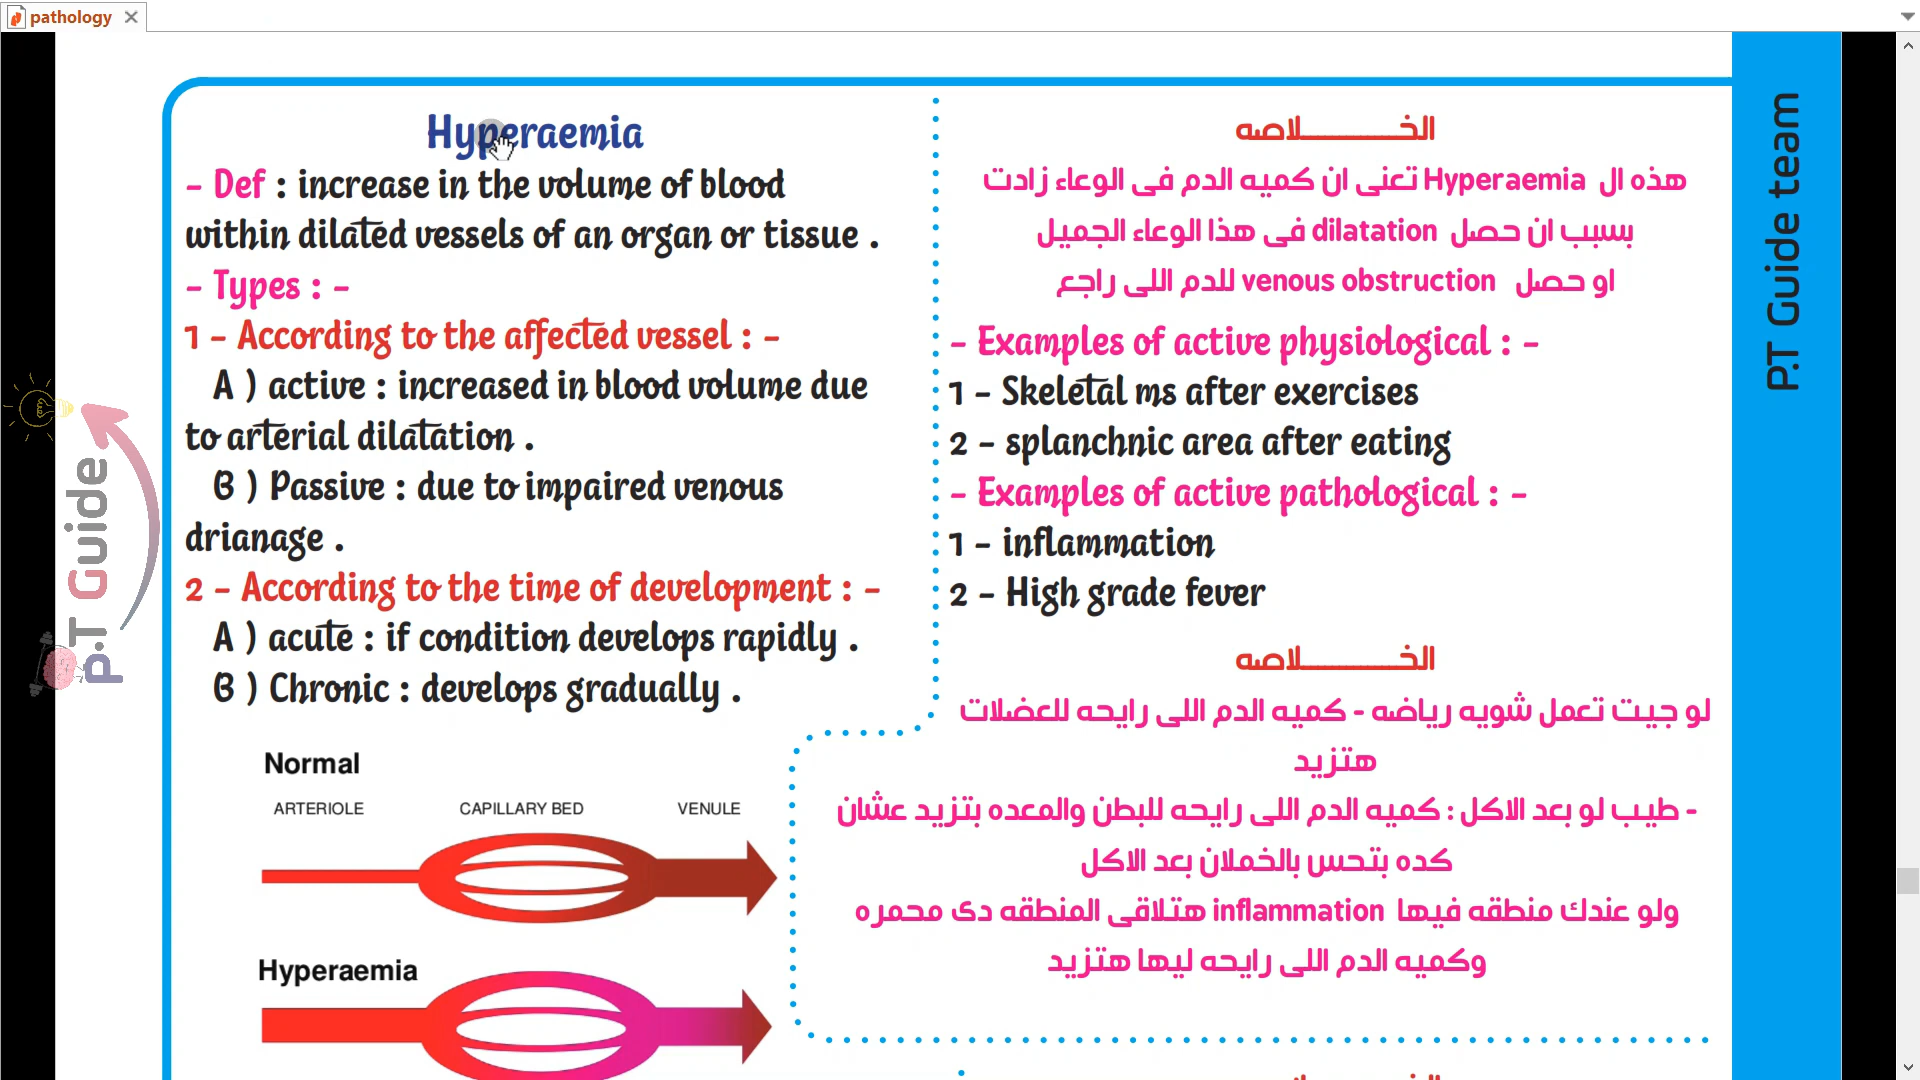 pathology
Hyperaemia
- Def : increase in the volume of blood
within dilated vessels of an organ or tissue .
- Types : -
1 - According to the affected vessel : -
A ) active : increased in blood volume due
to arterial dilatation .
B ) Passive : due to impaired venous
drianage .
2 - According to the time of development : -
A ) acute : if condition develops rapidly .
B ) Chronic : develops gradually .
Normal
ARTERIOLE CAPILLARY BED VENULE
Hyperaemia
الخـــــــــــلاصه
هذه ال Hyperaemia تعنى ان كميه الدم فى الوعاء زادت
بسبب ان حصل dilatation فى هذا الوعاء الجميل
او حصل venous obstruction للدم اللى راجع
- Examples of active physiological : -
1 - Skeletal ms after exercises
2 - splanchnic area after eating
- Examples of active pathological : -
1 - inflammation
2 - High grade fever
الخـــــــــــلاصه
لو جيت تعمل شويه رياضه - كميه الدم اللى رايحه للعضلات
هتزيد
- طيب لو بعد الاكل : كميه الدم اللى رايحه للبطن والمعده بتزيد عشان
كده بتحس بالخملان بعد الاكل
ولو عندك منطقه فيها inflammation هتلاقى المنطقه دى محمره
وكميه الدم اللى رايحه ليها هتزيد
P.T Guide team
P.T Guide